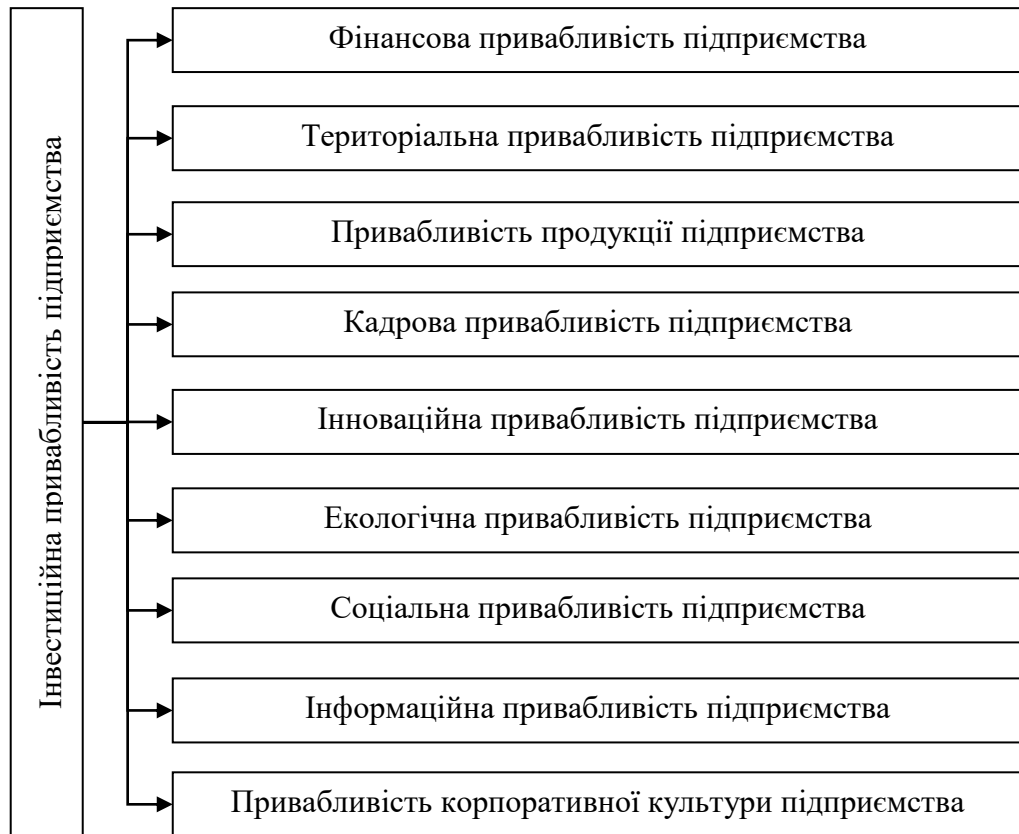 Інвестиційна привабливість підприємства
Фінансова привабливість підприємства
Територіальна привабливість підприємства
Привабливість продукції підприємства
Кадрова привабливість підприємства
Інноваційна привабливість підприємства
Екологічна привабливість підприємства
Соціальна привабливість підприємства
Інформаційна привабливість підприємства
Привабливість корпоративної культури підприємства